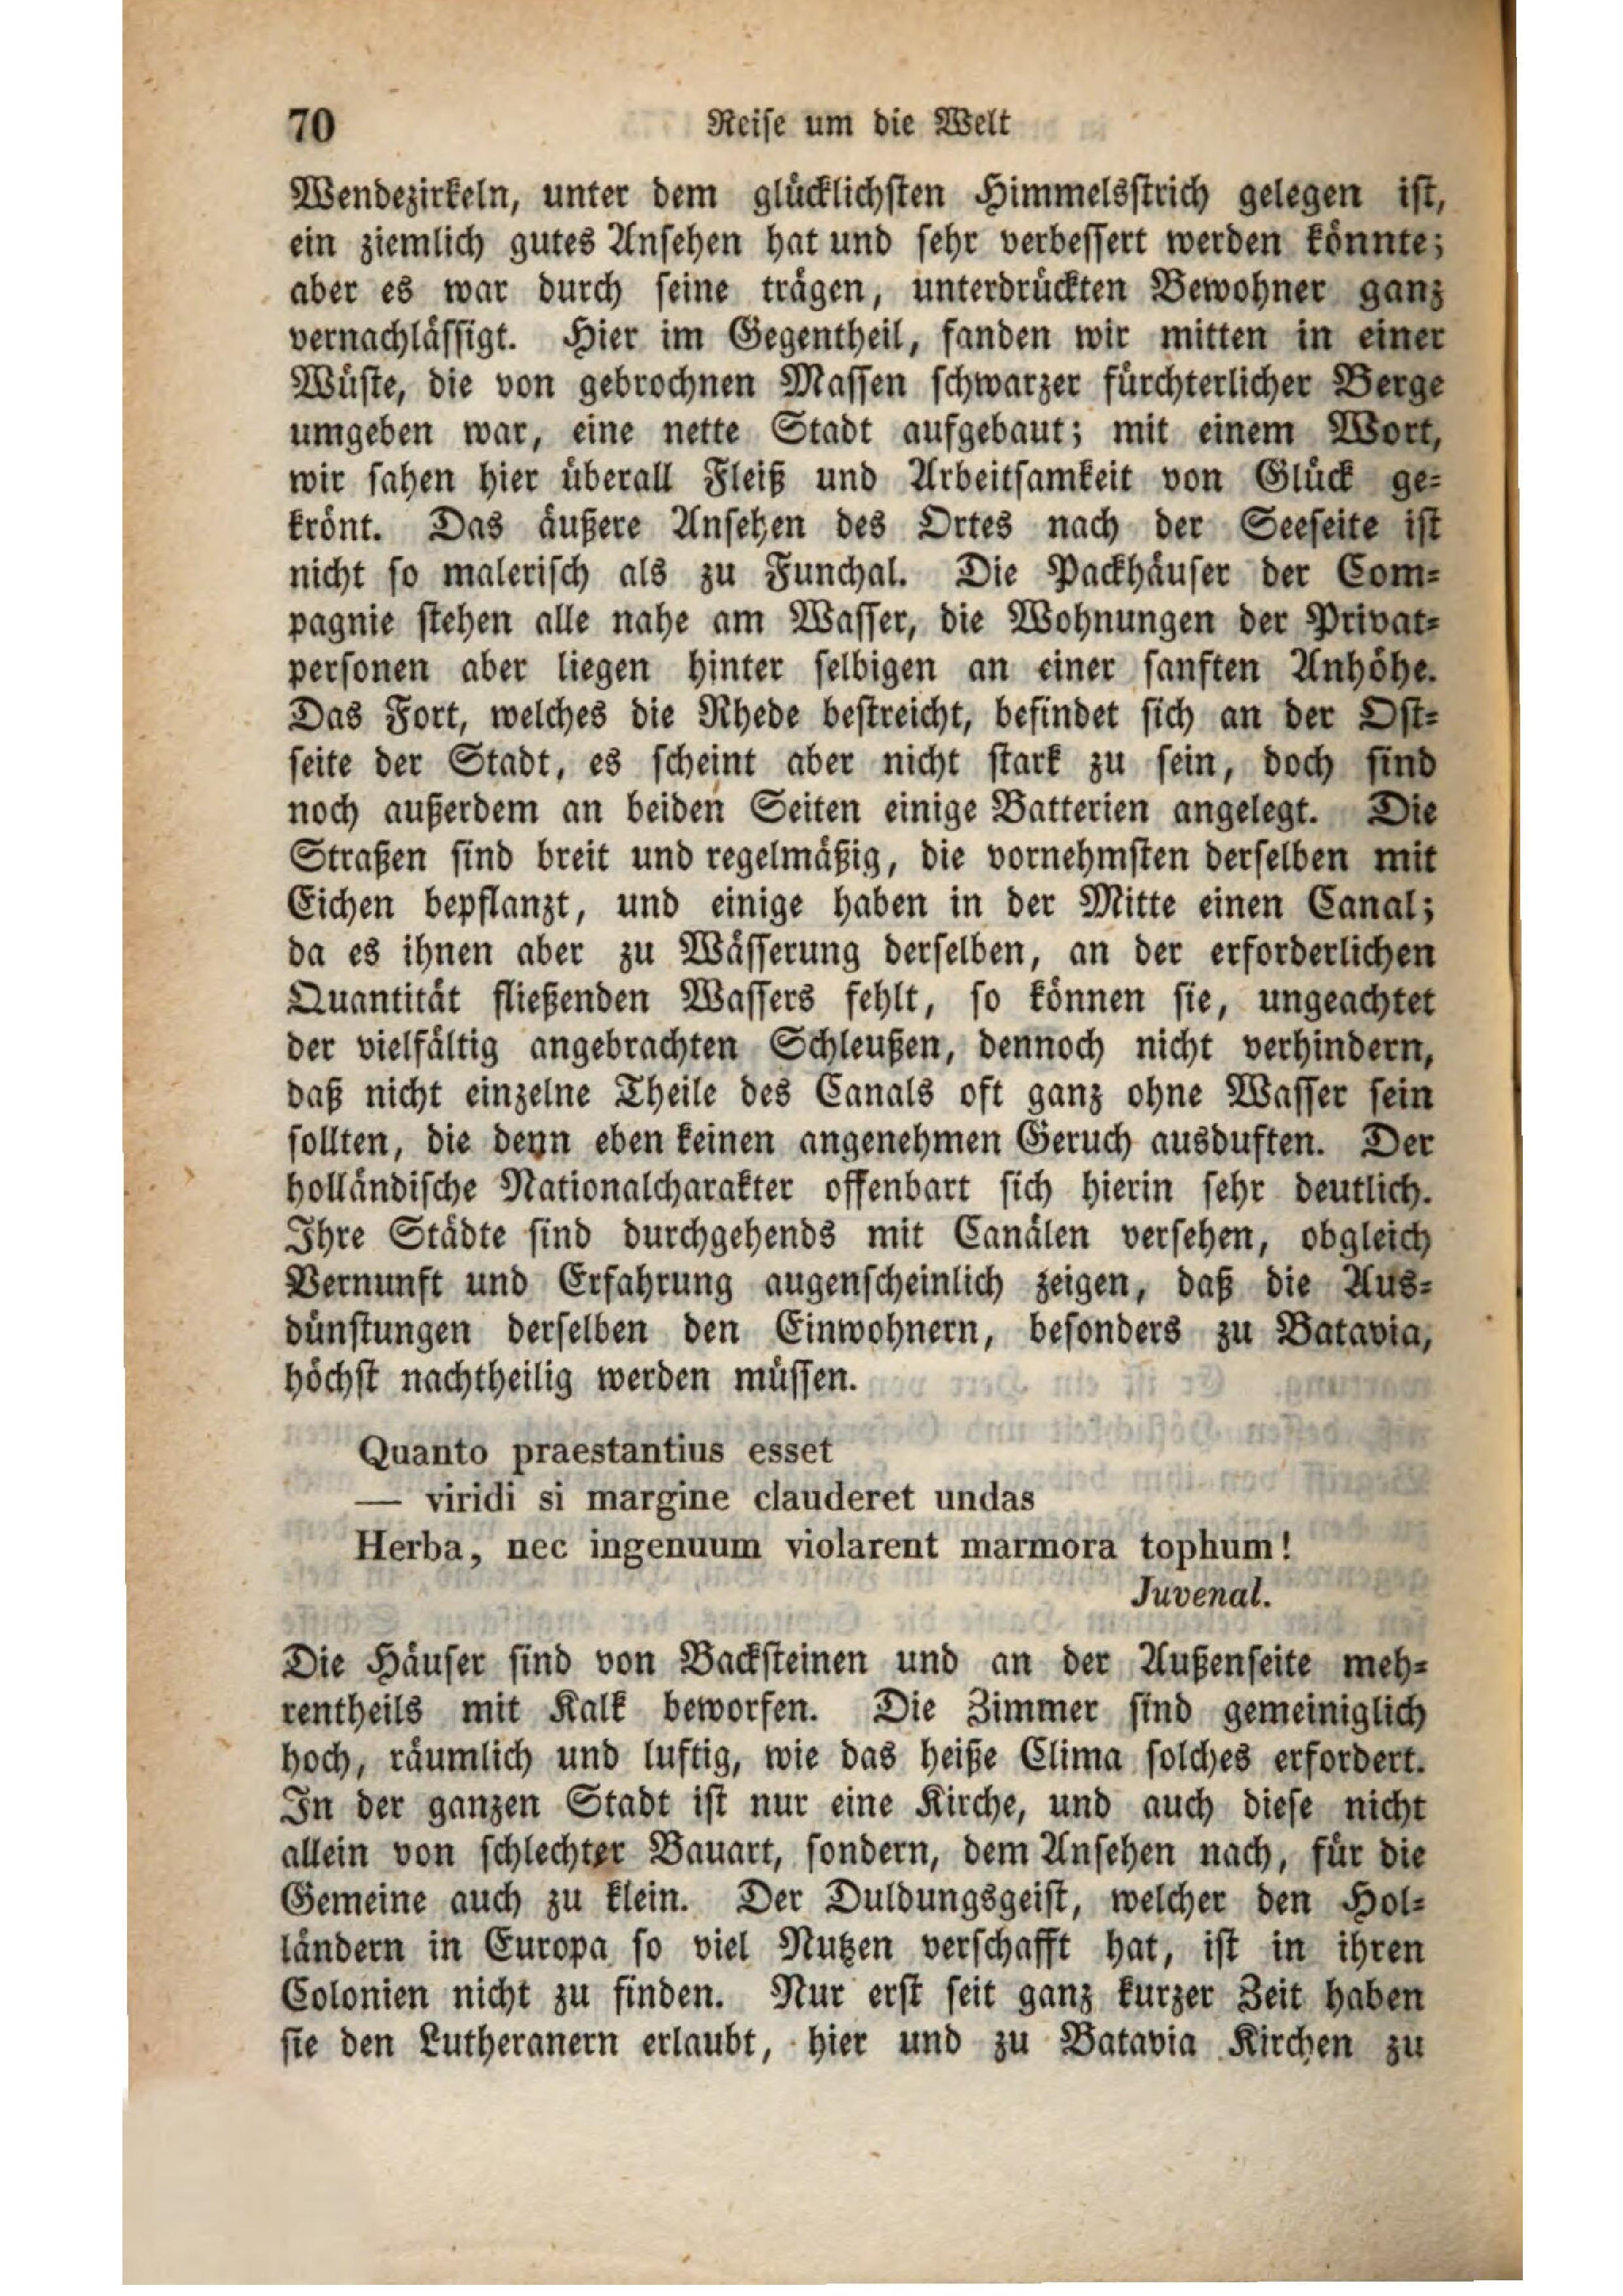 70 Reise um die Welt
Wendezirkeln, unter dem glücklichsten Himmelsstrich gelegen ist,
ein ziemlich gutes Ansehen hat und sehr verbessert werden könnte;
aber es war durch seine trägen, unterdrückten Bewohner ganz
vernachlässigt. Hier im Gegentheil, fanden wir mitten in einer
Wüste, die von gebrochnen Massen schwarzer fürchterlicher Berge
umgeben war, eine nette Stadt aufgebaut; mit einem Wort,
wir sahen hier überall Fleiß und Arbeitsamkeit von Glück ge-
krönt. Das äußere Ansehen des Ortes nach der Seeseite ist
nicht so malerisch als zu Funchal. Die Packhäuser der Com-
pagnie stehen alle nahe am Wasser, die Wohnungen der Privat-
personen aber liegen hinter selbigen an einer sanften Anhöhe.
Das Fort, welches die Rhede bestreicht, befindet sich an der Ost-
seite der Stadt, es scheint aber nicht stark zu sein, doch sind
noch außerdem an beiden Seiten einige Batterien angelegt. Die
Straßen sind breit und regelmäßig, die vornehmsten derselben mit
Eichen bepflanzt, und einige haben in der Mitte einen Canal;
da es ihnen aber zu Wässerung derselben, an der erforderlichen
Quantität fließenden Wassers fehlt, so können sie, ungeachtet
der vielfältig angebrachten Schleußen, dennoch nicht verhindern,
daß nicht einzelne Theile des Canals oft ganz ohne Wasser sein
sollten, die denn eben keinen angenehmen Geruch ausduften. Der
holländische Nationalcharakter offenbart sich hierin sehr deutlich.
Ihre Städte sind durchgehends mit Canälen versehen, obgleich
Vernunft und Erfahrung augenscheinlich zeigen, daß die Aus-
dünstungen derselben den Einwohnern, besonders zu Batavia,
höchst nachtheilig werden müssen.
Quanto praestantius esset
— viridi si margine clauderet undas
Herba, nec ingenuum violarent marmora tophum!
Juvenal.
Die Häuser sind von Backsteinen und an der Außenseite meh-
rentheils mit Kalk beworfen. Die Zimmer sind gemeiniglich
hoch, räumlich und luftig, wie das heiße Clima solches erfordert.
In der ganzen Stadt ist nur eine Kirche, und auch diese nicht
allein von schlechter Bauart, sondern, dem Ansehen nach, für die
Gemeine auch zu klein. Der Duldungsgeist, welcher den Hol-
ländern in Europa so viel Nutzen verschafft hat, ist in ihren
Colonien nicht zu finden. Nur erst seit ganz kurzer Zeit haben
sie den Lutheranern erlaubt, hier und zu Batavia Kirchen zu